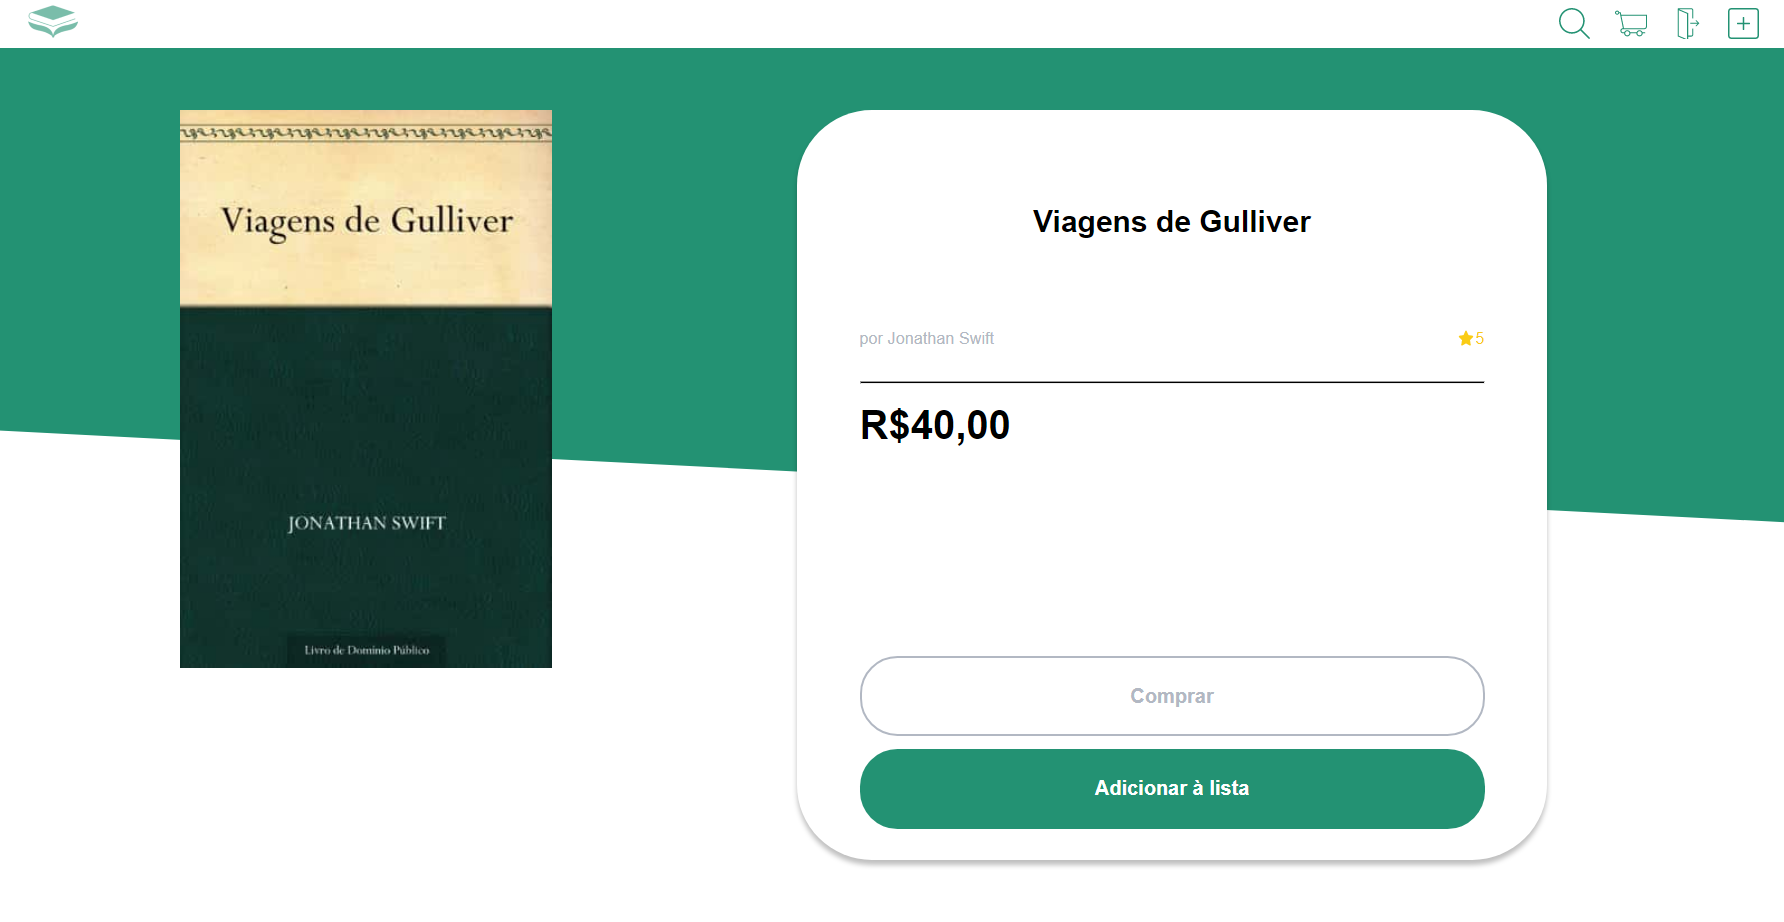 Viagens de Gulliver
JONATHAN SWIFT
Livro de Domínio Público
Viagens de Gulliver
por Jonathan Swift
5
R$40,00
Comprar
Adicionar à lista